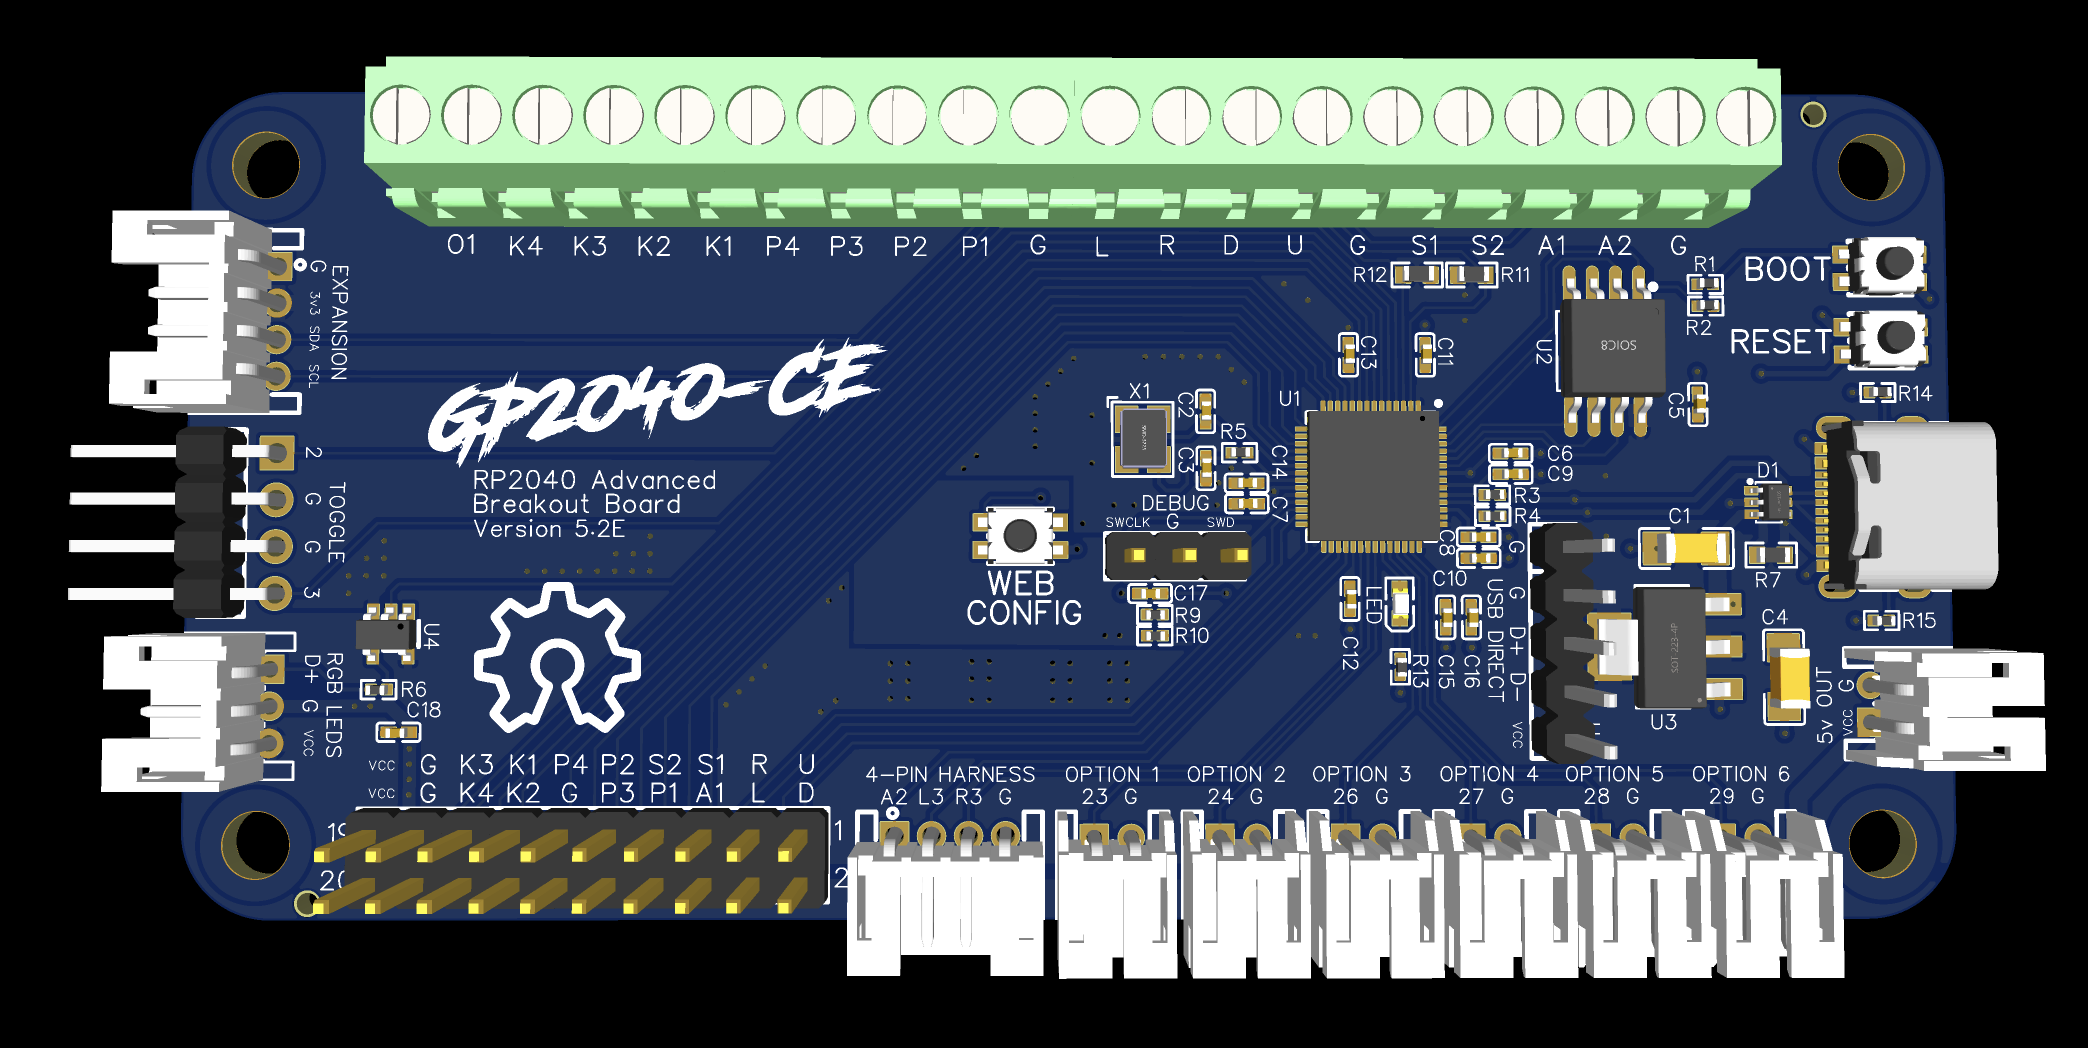 O1 K4 K3 K2 K1 P4 P3 P2 P1 G L R D U G S1 S2 A1 A2 G
R12 R11
R1
R2
BOOT
RESET
R14
EXPANSION
G 3v3 SDA SCL
GP2040-CE
RP2040 Advanced
Breakout Board
Version 5.2E
TOGGLE
2 G G 3
X1
C2
C3
R5
C14
C7
U1
C13
C11
U2
SOIC8
C5
C6
C9
R3
R4
C8
C10
D1
C1
R7
DEBUG
SWCLK G SWD
WEB
CONFIG
C17
R9
R10
LED
C12
R13
C15
C16
USB DIRECT
G G D+ D- VCC
SOT-223-4P
U3
C4
R15
5v OUT
G
VCC
U4
R6
C18
RGB LEDS
D+ G VCC
VCC G K3 K1 P4 P2 S2 S1 R U
VCC G K4 K2 G P3 P1 A1 L D
19 1
20 2
4-PIN HARNESS
A2 L3 R3 G
OPTION 1
23 G
OPTION 2
24 G
OPTION 3
26 G
OPTION 4
27 G
OPTION 5
28 G
OPTION 6
29 G